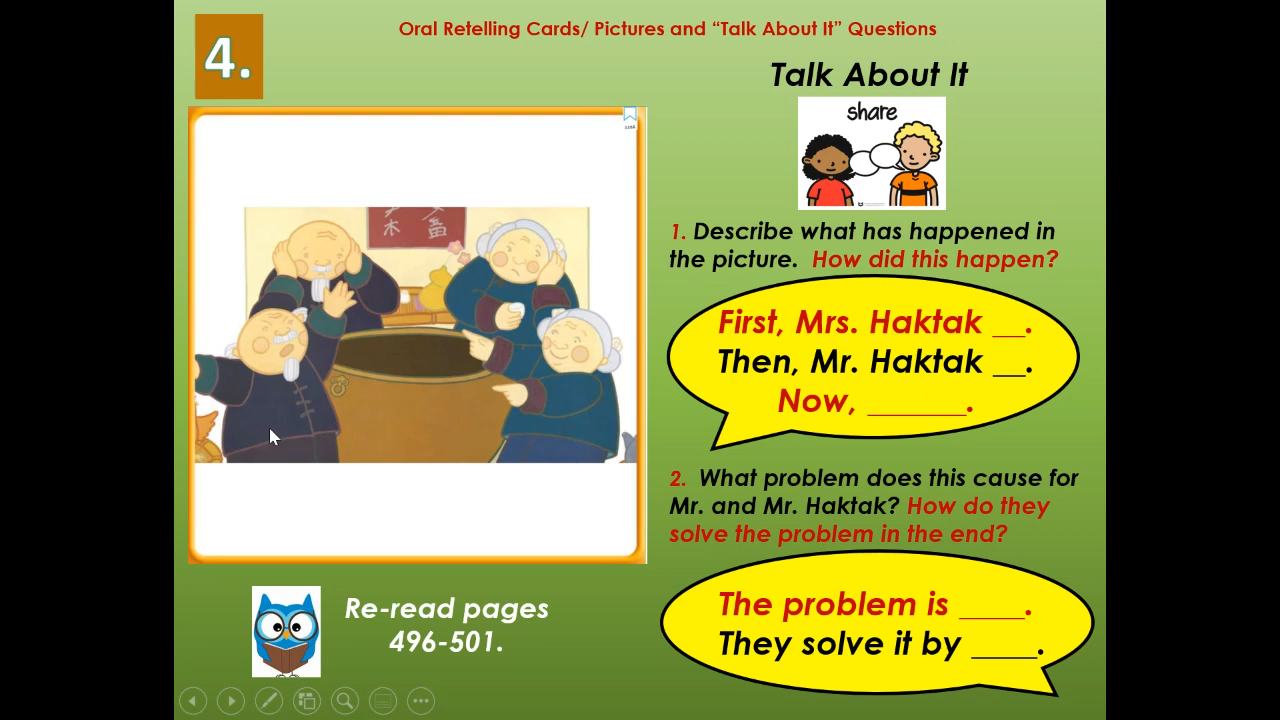 4.
Oral Retelling Cards/ Pictures and “Talk About It” Questions
Talk About It
share
1. Describe what has happened in
the picture. How did this happen?
First, Mrs. Haktak __.
Then, Mr. Haktak __.
Now, ______.
2. What problem does this cause for
Mr. and Mr. Haktak? How do they
solve the problem in the end?
The problem is ____.
They solve it by ____.
Re-read pages
496-501.